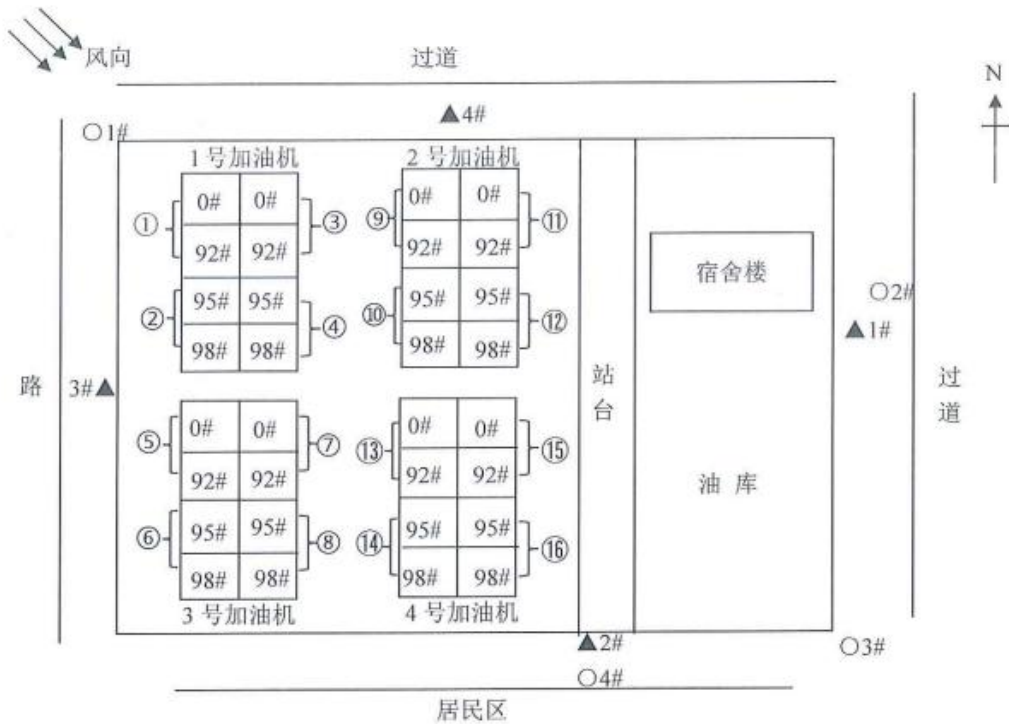 风向
过道
N
▲4#
○1#
1号加油机
2号加油机
0# 0#
0# 0#
① ③ ⑨ ⑪
92# 92#
92# 92#
宿舍楼
95# 95#
95# 95#
○2#
② ④ ⑩ ⑫
98# 98#
98# 98#
▲1#
路
3#▲
站台
过道
0# 0#
0# 0#
⑤ ⑦ ⑬ ⑮
92# 92#
92# 92#
油库
95# 95#
95# 95#
⑥ ⑧ ⑭ ⑯
98# 98#
98# 98#
3号加油机
4号加油机
▲2#
○3#
○4#
居民区